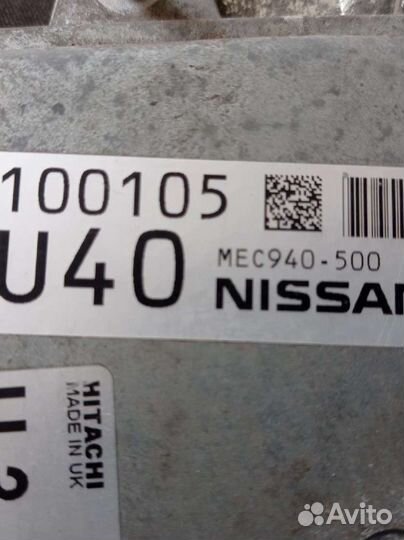 100105
U40
MEC940-500
NISSAN
HITACHI
MADE IN UK
Avito